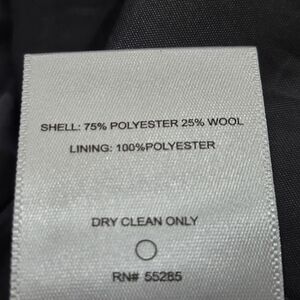 SHELL: 75% POLYESTER 25% WOOL
LINING: 100%POLYESTER
DRY CLEAN ONLY
RN# 55285